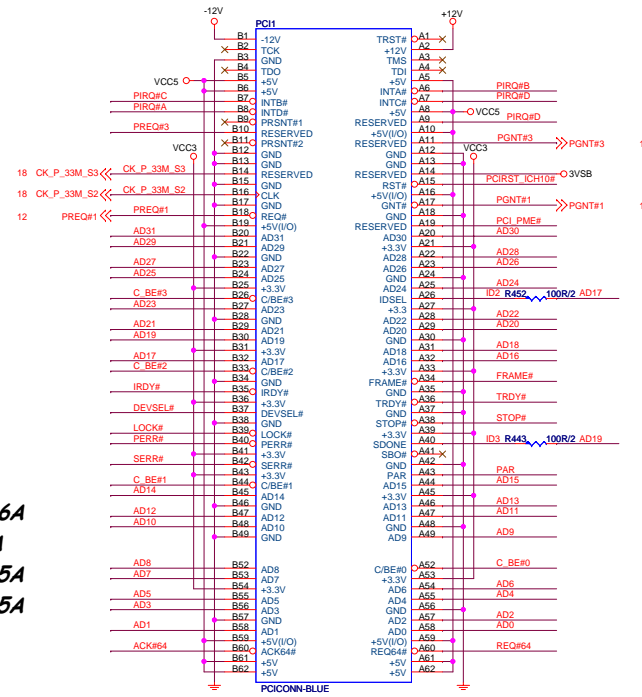 -12V +12V
PCI1
B1 -12V TRST# A1
B2 TCK +12V A2
B3 GND TMS A3
B4 TDO TDI A4
VCC5 B5 +5V +5V A5
B6 +5V INTA# A6 PIRQ#B
PIRQ#C B7 INTB# INTC# A7 PIRQ#D
PIRQ#A B8 INTD# +5V A8 VCC5
B9 PRSNT#1 RESERVED A9 PIRQ#D
PREQ#3 B10 RESERVED +5V(I/O) A10
B11 PRSNT#2 RESERVED A11 PGNT#3 PGNT#3
VCC3 B12 GND GND A12 VCC3
B13 GND GND A13
18 CK_P_33M_S3 CK_P_33M_S3 B14 RESERVED RESERVED A14 3VSB
B15 GND RST# A15 PCIRST_ICH10#
18 CK_P_33M_S2 CK_P_33M_S2 B16 CLK +5V(I/O) A16
B17 GND GNT# A17 PGNT#1 PGNT#1
12 PREQ#1 PREQ#1 B18 REQ# GND A18
B19 +5V(I/O) RESERVED A19 PCI_PME#
AD31 B20 AD31 AD30 A20 AD30
AD29 B21 AD29 +3.3V A21
B22 GND AD28 A22 AD28
AD27 B23 AD27 AD26 A23 AD26
AD25 B24 AD25 GND A24
B25 +3.3V AD24 A25 AD24
C_BE#3 B26 C/BE#3 IDSEL A26 ID2 R452 100R/2 AD17
AD23 B27 AD23 +3.3 A27
B28 GND AD22 A28 AD22
AD21 B29 AD21 AD20 A29 AD20
AD19 B30 AD19 GND A30
B31 +3.3V AD18 A31 AD18
AD17 B32 AD17 AD16 A32 AD16
C_BE#2 B33 C/BE#2 +3.3V A33
B34 GND FRAME# A34 FRAME#
IRDY# B35 IRDY# GND A35
B36 +3.3V TRDY# A36 TRDY#
DEVSEL# B37 DEVSEL# GND A37
B38 GND STOP# A38 STOP#
LOCK# B39 LOCK# +3.3V A39
PERR# B40 PERR# SDONE A40 ID3 R443 100R/2 AD19
B41 +3.3V SBO# A41
SERR# B42 SERR# GND A42
B43 +3.3V PAR A43 PAR
C_BE#1 B44 C/BE#1 AD15 A44 AD15
AD14 B45 AD14 +3.3V A45
B46 GND AD13 A46 AD13
AD12 B47 AD12 AD11 A47 AD11
AD10 B48 AD10 GND A48
B49 GND AD9 A49 AD9
6A
A
5A
5A
AD8 B52 AD8 C/BE#0 A52 C_BE#0
AD7 B53 AD7 +3.3V A53
B54 +3.3V AD6 A54 AD6
AD5 B55 AD5 AD4 A55 AD4
AD3 B56 AD3 GND A56
B57 GND AD2 A57 AD2
AD1 B58 AD1 AD0 A58 AD0
B59 +5V(I/O) +5V(I/O) A59
ACK#64 B60 ACK64# REQ64# A60 REQ#64
B61 +5V +5V A61
B62 +5V +5V A62
PCICONN-BLUE